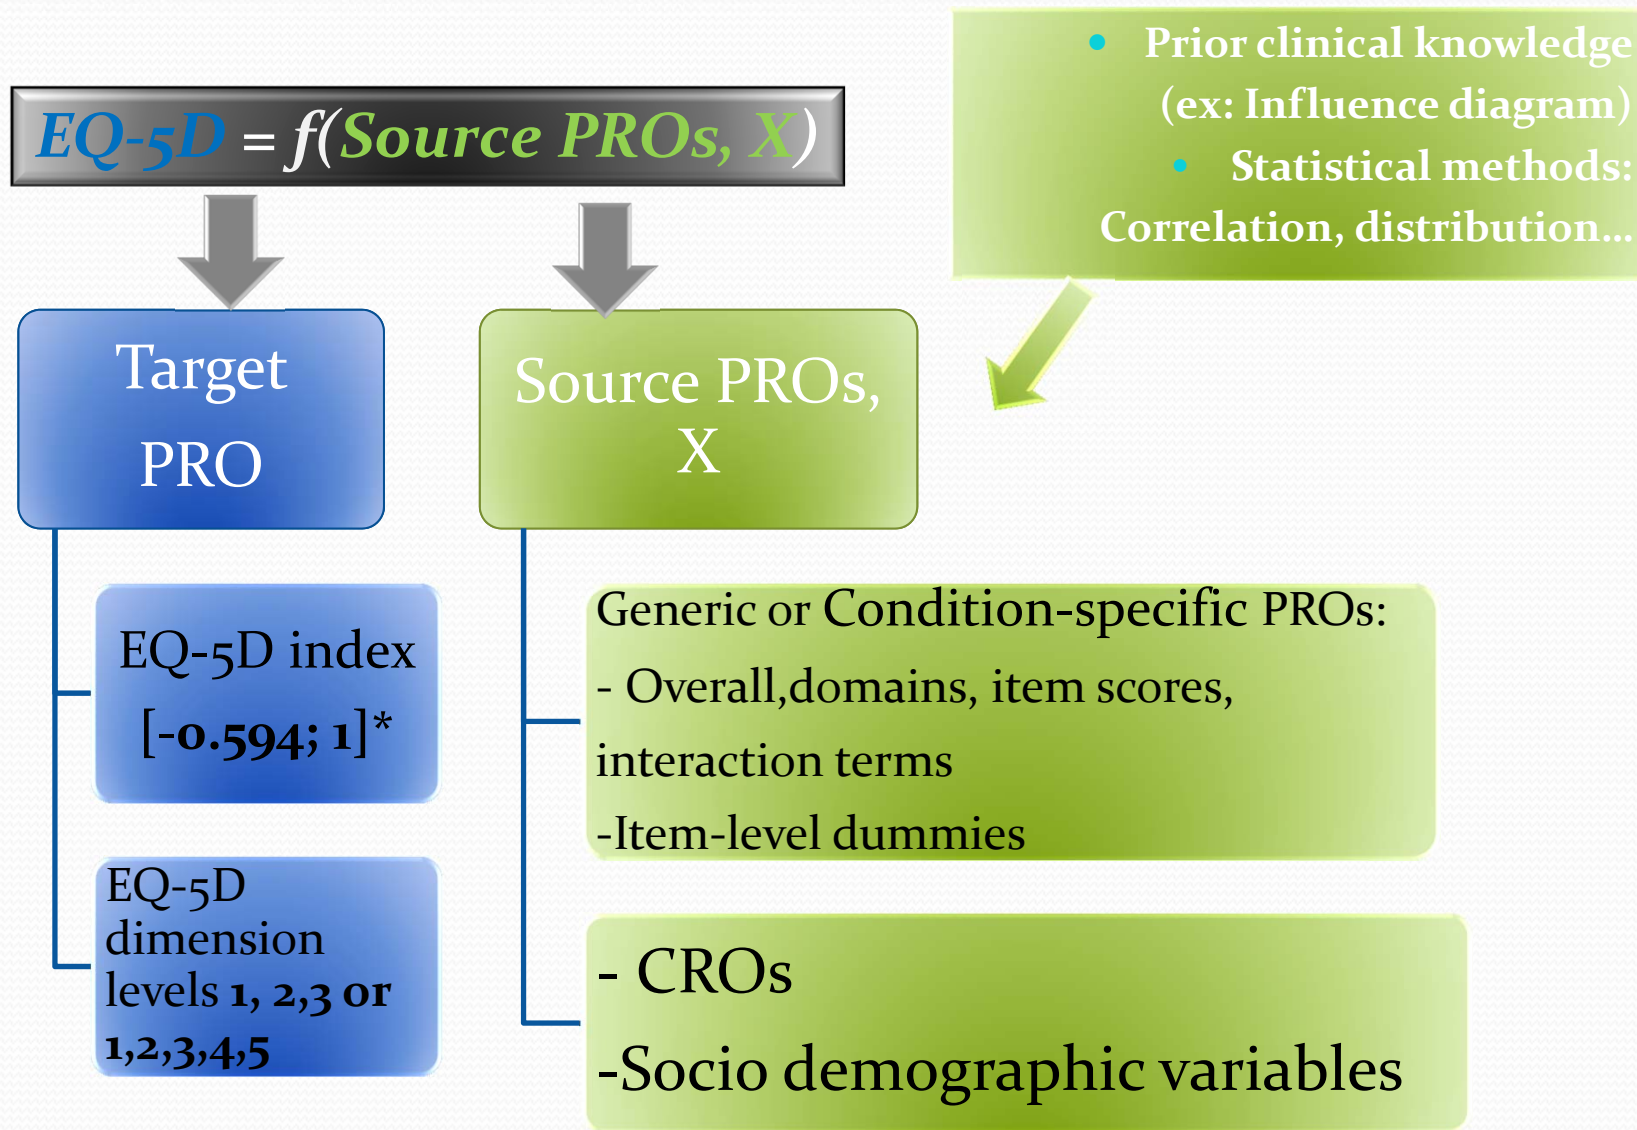 EQ-5D = f(Source PROs, X)
• Prior clinical knowledge
(ex: Influence diagram)
• Statistical methods:
Correlation, distribution...
Target
PRO
Source PROs,
X
EQ-5D index
[-0.594; 1]*
EQ-5D
dimension
levels 1, 2,3 or
1,2,3,4,5
Generic or Condition-specific PROs:
- Overall,domains, item scores,
interaction terms
-Item-level dummies
- CROs
-Socio demographic variables